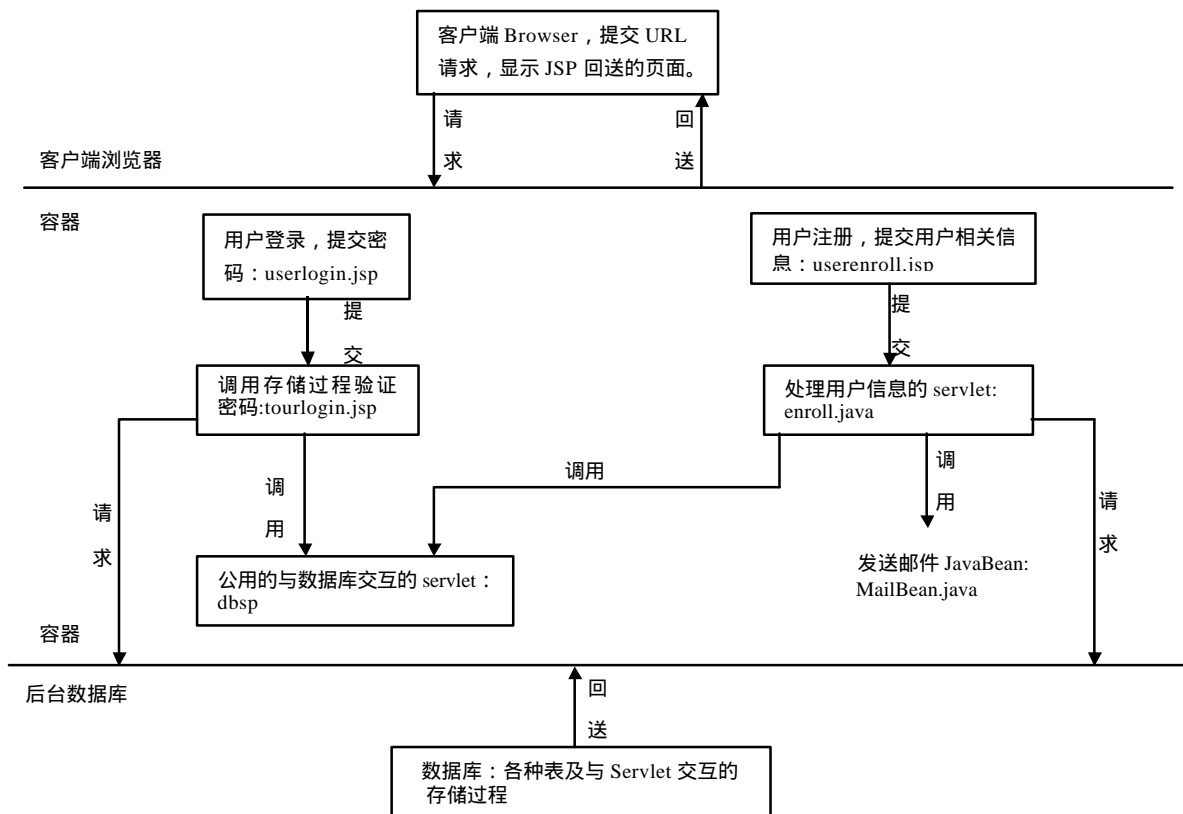 客户端 Browser，提交 URL
请求，显示 JSP 回送的页面。
请
求
回
送
客户端浏览器
容器
用户登录，提交密
码：userlogin.jsp
用户注册，提交用户相关信
息：userenroll.jsp
提
交
提
交
调用存储过程验证
密码:tourlogin.jsp
处理用户信息的 servlet:
enroll.java
请
求
调
用
调用
调
用
请
求
公用的与数据库交互的 servlet：
dbsp
发送邮件 JavaBean:
MailBean.java
容器
后台数据库
回
送
数据库：各种表及与 Servlet 交互的
存储过程